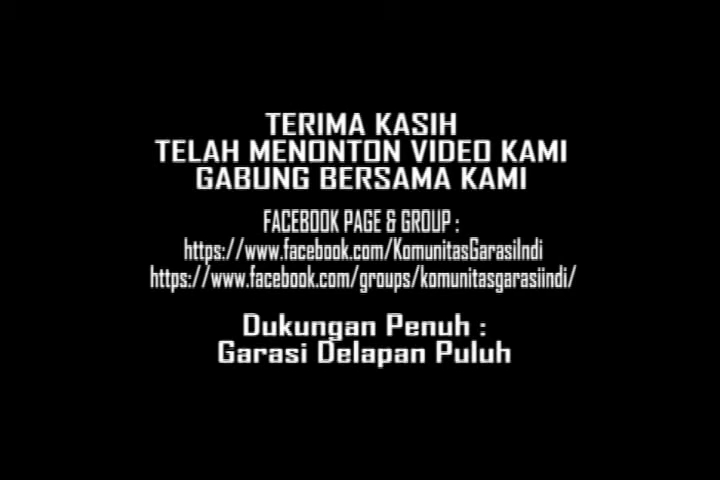 TERIMA KASIH
TELAH MENONTON VIDEO KAMI
GABUNG BERSAMA KAMI
FACEBOOK PAGE & GROUP :
https://www.facebook.com/KomunitasGarasiIndi
https://www.facebook.com/groups/komunitasgarasiindi/
Dukungan Penuh :
Garasi Delapan Puluh